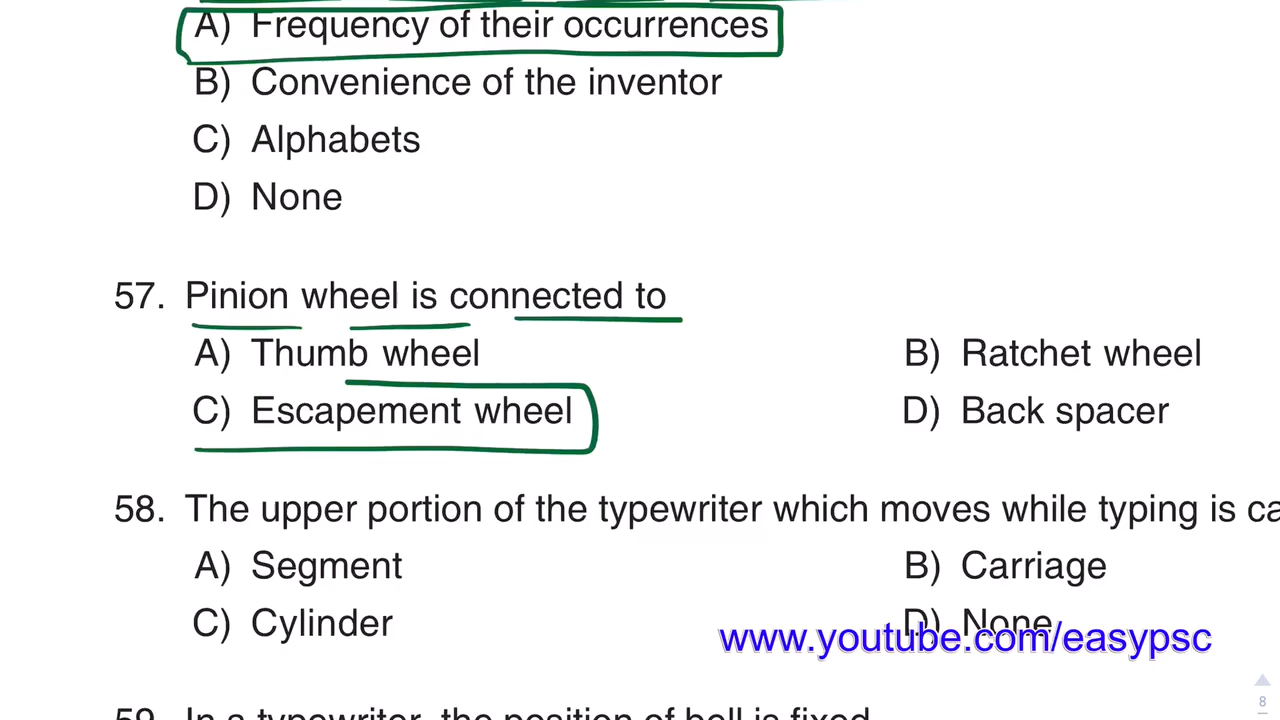 A) Frequency of their occurrences
B) Convenience of the inventor
C) Alphabets
D) None
57. Pinion wheel is connected to
A) Thumb wheel B) Ratchet wheel
C) Escapement wheel D) Back spacer
58. The upper portion of the typewriter which moves while typing is ca
A) Segment B) Carriage
C) Cylinder D) None
www.youtube.com/easypsc
8
59. In a typewriter, the position of bell is fixed